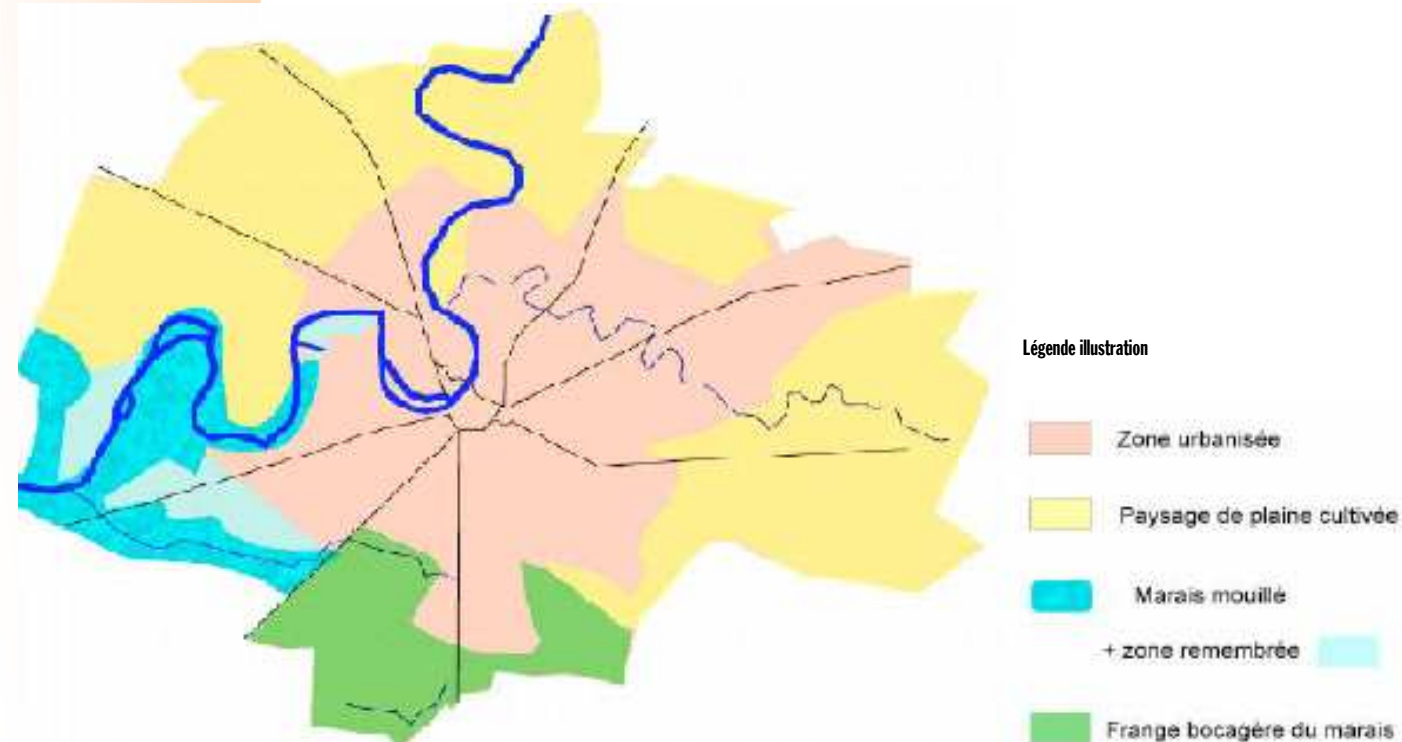 Légende illustration
Zone urbanisée
Paysage de plaine cultivée
Marais mouillé
+ zone remembrée
Frange bocagère du marais